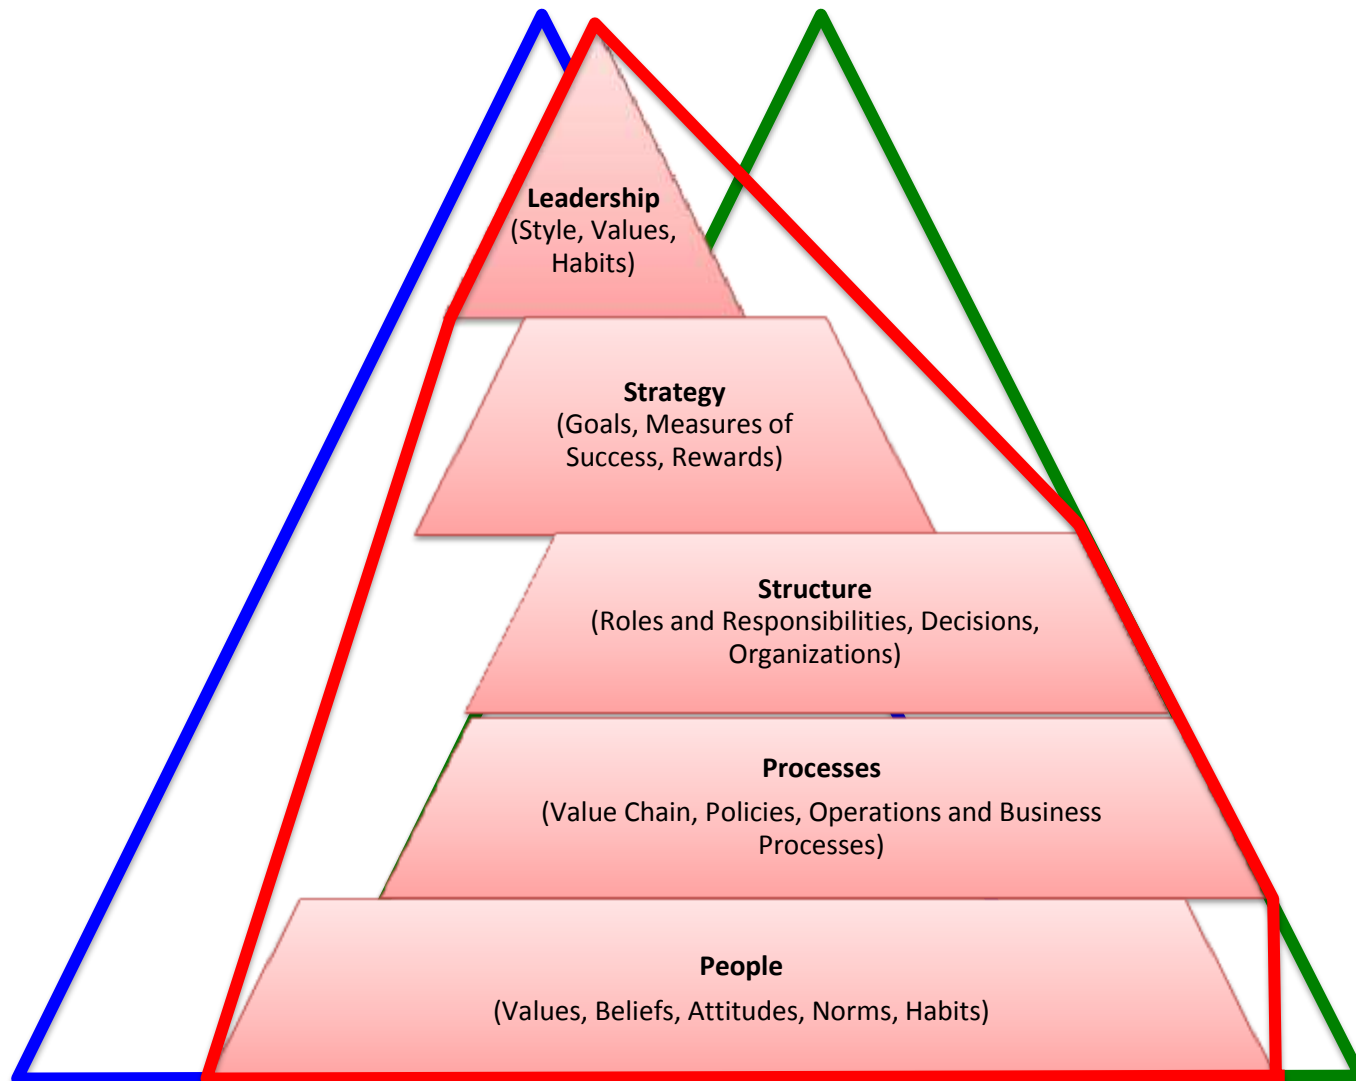 Leadership
(Style, Values,
Habits)
Strategy
(Goals, Measures of
Success, Rewards)
Structure
(Roles and Responsibilities, Decisions,
Organizations)
Processes
(Value Chain, Policies, Operations and Business
Processes)
People
(Values, Beliefs, Attitudes, Norms, Habits)